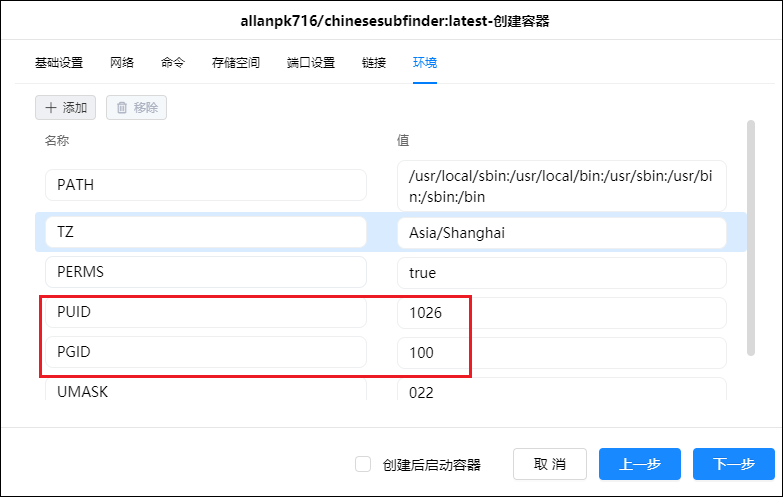 allanpk716/chinesesubfinder:latest-创建容器
基础设置 网络 命令 存储空间 端口设置 链接 环境
添加 移除
名称 值
PATH /usr/local/sbin:/usr/local/bin:/usr/sbin:/usr/bi
n:/sbin:/bin
TZ Asia/Shanghai
PERMS true
PUID 1026
PGID 100
UMASK 022
创建后启动容器 取 消 上一步 下一步